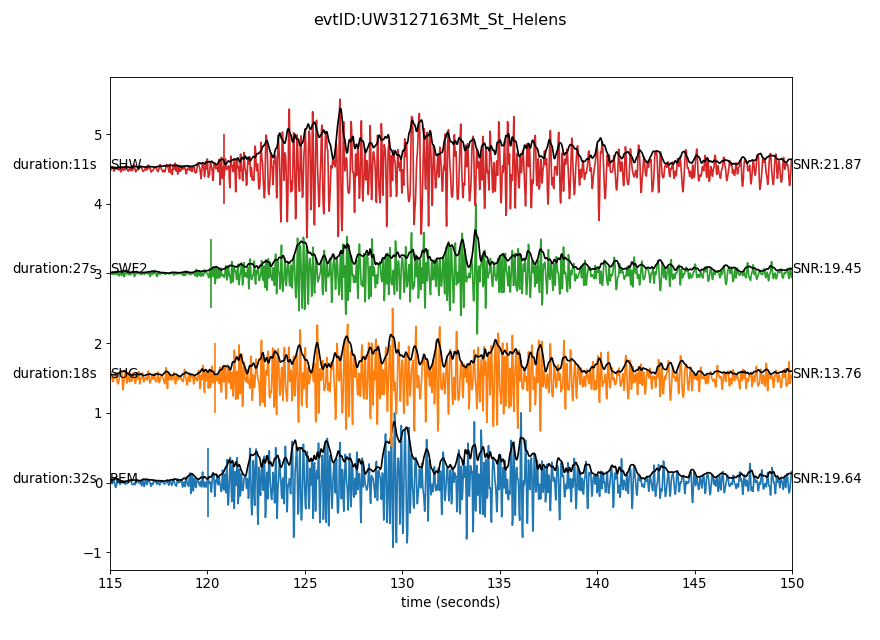 evtID:UW3127163Mt_St_Helens
5
duration:11s SHW SNR:21.87
4
duration:27s SWF2 SNR:19.45
3
2
duration:18s SUG SNR:13.76
1
duration:32s REM SNR:19.64
0
−1
115 120 125 130 135 140 145 150
time (seconds)